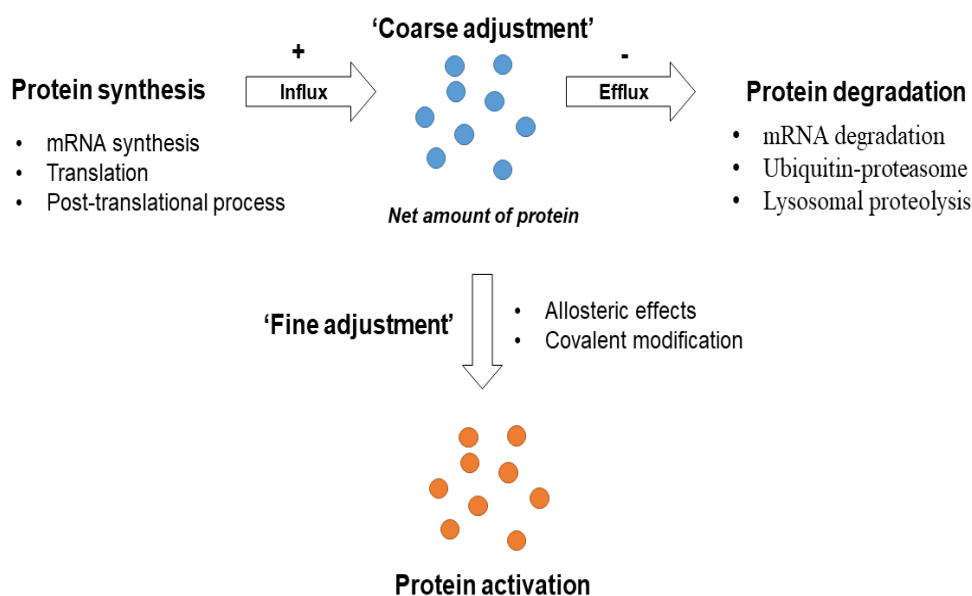 ‘Coarse adjustment’
+
-
Protein synthesis
Influx
Efflux
Protein degradation
• mRNA synthesis
• Translation
• Post-translational process
Net amount of protein
• mRNA degradation
• Ubiquitin-proteasome
• Lysosomal proteolysis
‘Fine adjustment’
• Allosteric effects
• Covalent modification
Protein activation